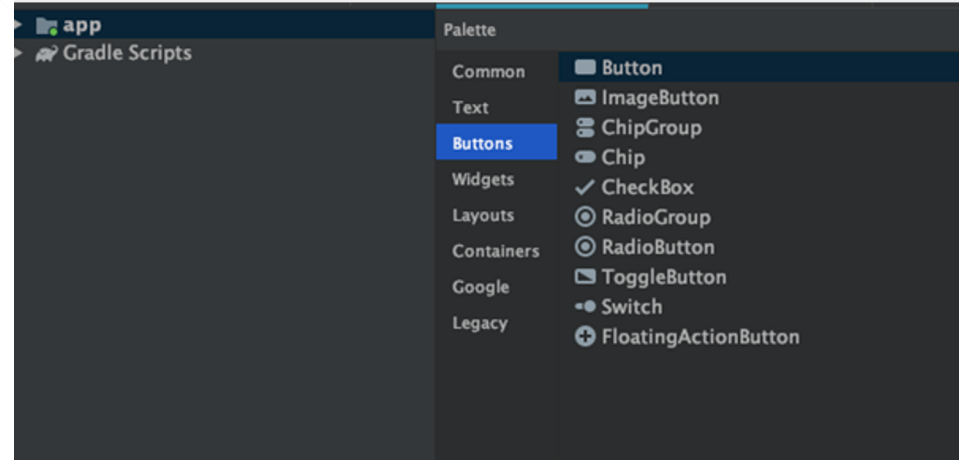 app
Gradle Scripts
Palette
Common
Text
Buttons
Widgets
Layouts
Containers
Google
Legacy
Button
ImageButton
ChipGroup
Chip
CheckBox
RadioGroup
RadioButton
ToggleButton
Switch
FloatingActionButton